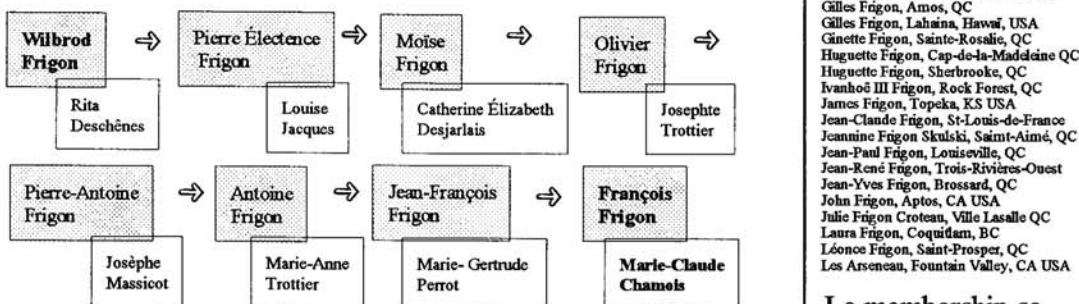 Wilbrod
Frigon
Rita
Deschênes
Pierre Électence
Frigon
Louise
Jacques
Moïse
Frigon
Catherine Élizabeth
Desjarlais
Olivier
Frigon
Josephte
Trottier
Pierre-Antoine
Frigon
Josèphe
Massicot
Antoine
Frigon
Marie-Anne
Trottier
Jean-François
Frigon
Marie- Gertrude
Perrot
François
Frigon
Marie-Claude
Chamois
Gilles Frigon, Amos, QC
Gilles Frigon, Lahaina, Hawaï, USA
Ginette Frigon, Sainte-Rosalie, QC
Huguette Frigon, Cap-de-la-Madeleine QC
Huguette Frigon, Sherbrooke, QC
Ivanhoë III Frigon, Rock Forest, QC
James Frigon, Topeka, KS USA
Jean-Claude Frigon, St-Louis-de-France
Jeannine Frigon Skulski, Saimt-Aimé, QC
Jean-Paul Frigon, Louiseville, QC
Jean-René Frigon, Trois-Rivières-Ouest
Jean-Yves Frigon, Brossard, QC
John Frigon, Aptos, CA USA
Julie Frigon Croteau, Ville Lasalle QC
Laura Frigon, Coquitlam, BC
Léonce Frigon, Saint-Prosper, QC
Les Arseneau, Fountain Valley, CA USA